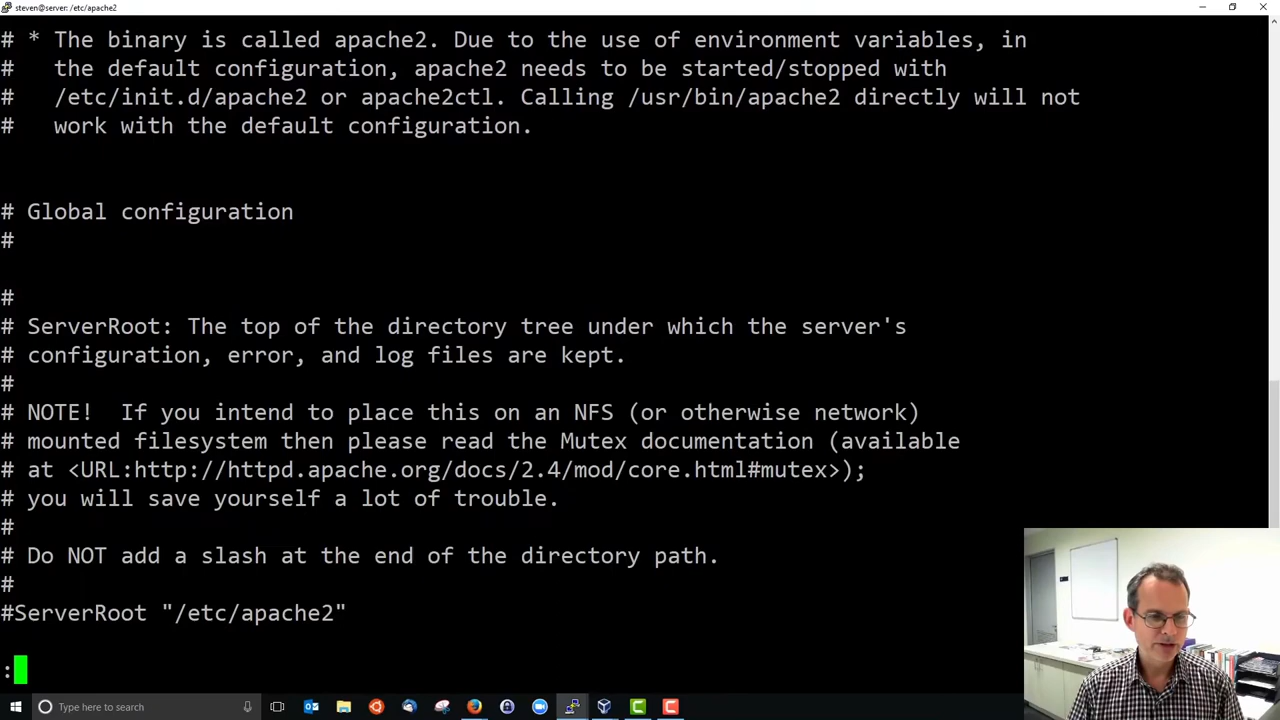 steven@server: /etc/apache2
# * The binary is called apache2. Due to the use of environment variables, in
#   the default configuration, apache2 needs to be started/stopped with
#   /etc/init.d/apache2 or apache2ctl. Calling /usr/bin/apache2 directly will not
#   work with the default configuration.
# Global configuration
#
#
# ServerRoot: The top of the directory tree under which the server's
# configuration, error, and log files are kept.
#
# NOTE!  If you intend to place this on an NFS (or otherwise network)
# mounted filesystem then please read the Mutex documentation (available
# at <URL:http://httpd.apache.org/docs/2.4/mod/core.html#mutex>);
# you will save yourself a lot of trouble.
#
# Do NOT add a slash at the end of the directory path.
#
#ServerRoot "/etc/apache2"
:
Type here to search